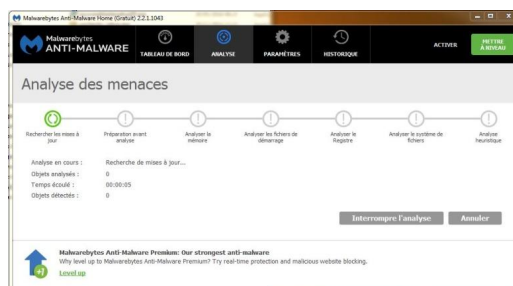 Malwarebytes Anti-Malware Home (Gratuit) 2.2.1.1043
Malwarebytes
ANTI-MALWARE
TABLEAU DE BORD
ANALYSE
PARAMÈTRES
HISTORIQUE
ACTIVER
METTRE À NIVEAU
Analyse des menaces
Rechercher les mises à jour
Préparation avant analyse
Analyser la mémoire
Analyser les fichiers de démarrage
Analyser le Registre
Analyser le système de fichiers
Analyse heuristique
Analyse en cours : Recherche de mises à jour...
Objets analysés : 0
Temps écoulé : 00:00:05
Objets détectés : 0
Interrompre l'analyse
Annuler
Malwarebytes Anti-Malware Premium: Our strongest anti-malware
Why level up to Malwarebytes Anti-Malware Premium? Try real-time protection and malicious website blocking.
Level up